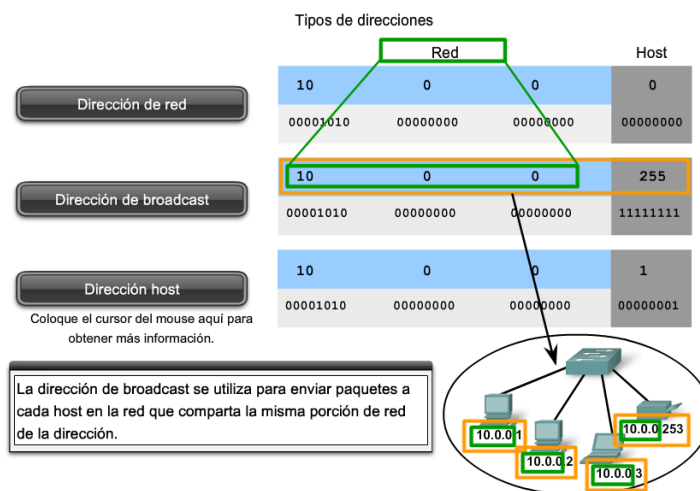 Tipos de direcciones
Red Host
Dirección de red
10 0 0 0
00001010 00000000 00000000 00000000
Dirección de broadcast
10 0 0 255
00001010 00000000 00000000 11111111
Dirección host
10 0 0 1
00001010 00000000 00000000 00000001
Coloque el cursor del mouse aquí para
obtener más información.
La dirección de broadcast se utiliza para enviar paquetes a
cada host en la red que comparta la misma porción de red
de la dirección.
10.0.0.1
10.0.0.2
10.0.0.3
10.0.0.253